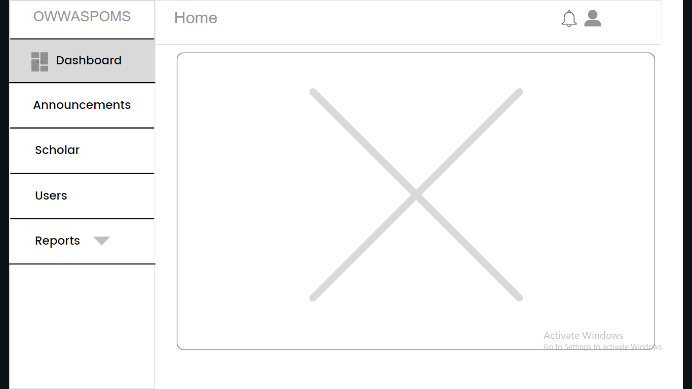 OWWASPOMS
Home
Dashboard
Announcements
Scholar
Users
Reports
Activate Windows
Go to Settings to activate Windows.